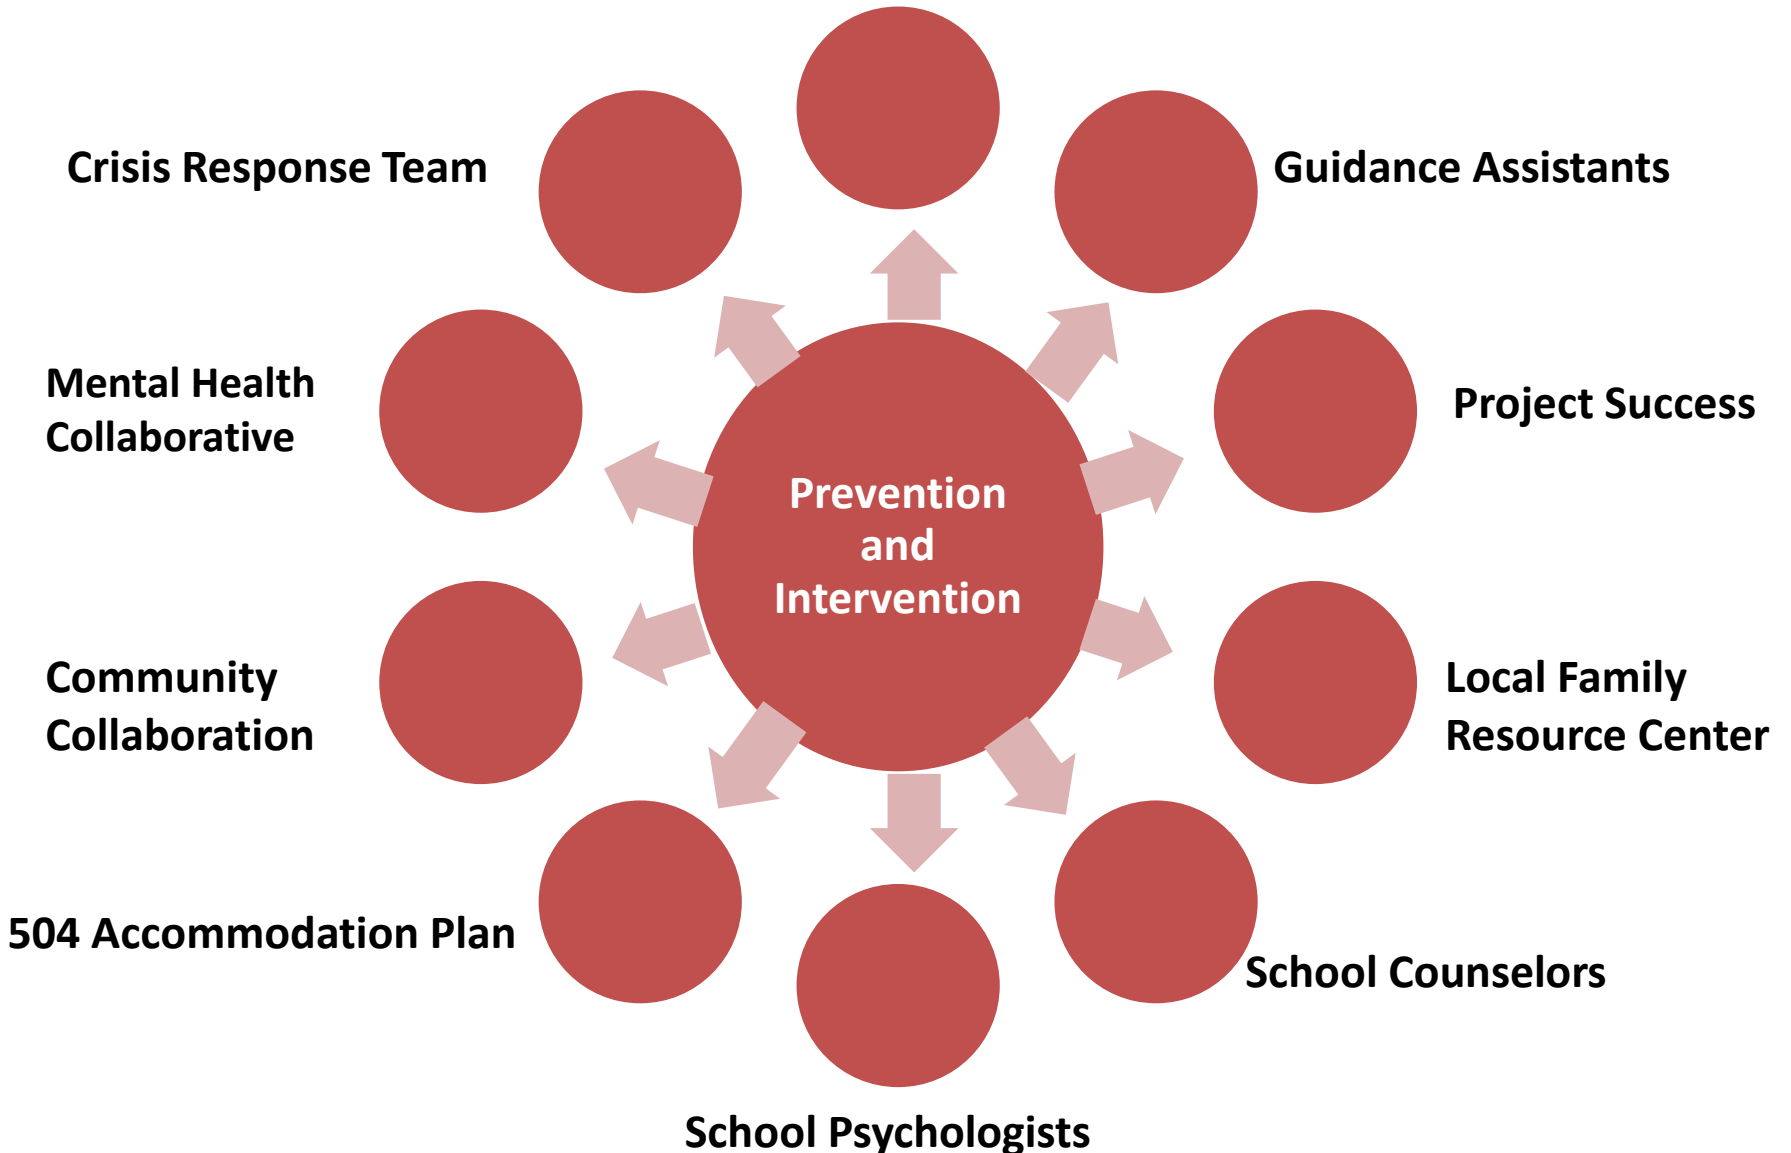 Crisis Response Team
Guidance Assistants
Mental Health
Collaborative
Project Success
Prevention
and
Intervention
Community
Collaboration
Local Family
Resource Center
504 Accommodation Plan
School Counselors
School Psychologists